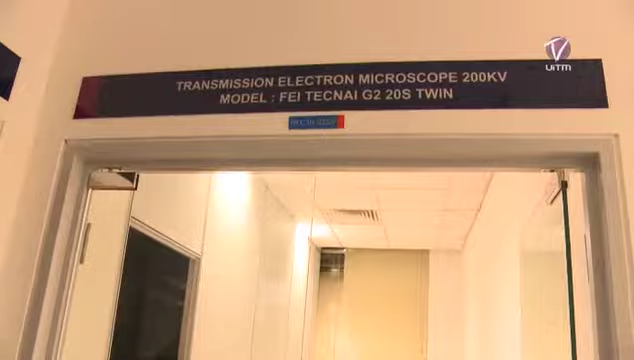 UiTM
TRANSMISSION ELECTRON MICROSCOPE 200KV
MODEL : FEI TECNAI G2 20S TWIN